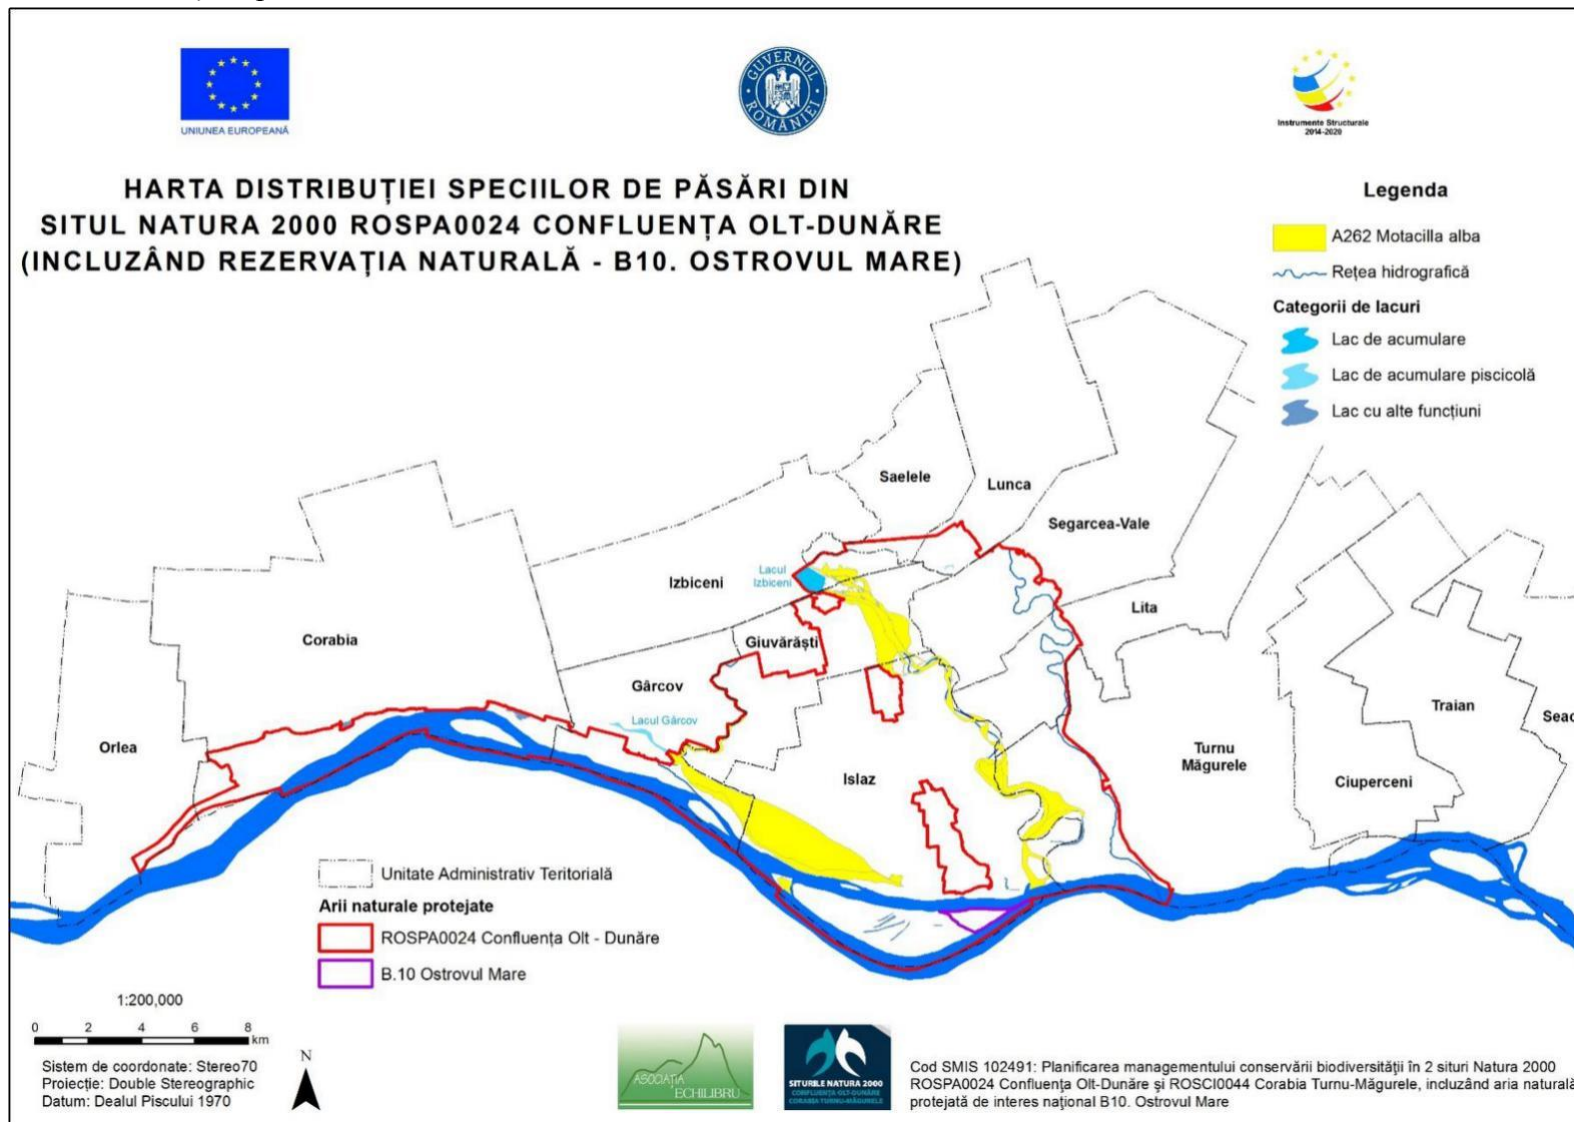 UNIUNEA EUROPEANĂ
GUVERNUL ROMÂNIEI
Instrumente Structurale
2014-2020
HARTA DISTRIBUȚIEI SPECIILOR DE PĂSĂRI DIN
SITUL NATURA 2000 ROSPA0024 CONFLUENȚA OLT-DUNĂRE
(INCLUZÂND REZERVAȚIA NATURALĂ - B10. OSTROVUL MARE)
Legenda
A262 Motacilla alba
Rețea hidrografică
Categorii de lacuri
Lac de acumulare
Lac de acumulare piscicolă
Lac cu alte funcțiuni
Saelele
Lunca
Segarcea-Vale
Izbiceni
Lacul
Izbiceni
Lita
Corabia
Giuvărăști
Gârcov
Lacul Gârcov
Orlea
Islaz
Turnu
Măgurele
Traian
Seac
Ciuperceni
Unitate Administrativ Teritorială
Arii naturale protejate
ROSPA0024 Confluența Olt - Dunăre
B.10 Ostrovul Mare
1:200,000
0 2 4 6 8
km
N
Sistem de coordonate: Stereo70
Proiecție: Double Stereographic
Datum: Dealul Piscului 1970
ASOCIAȚIA
ECHILIBRU
SITURILE NATURA 2000
CONFLUENȚA OLT-DUNĂRE
CORABIA TURNU-MĂGURELE
Cod SMIS 102491: Planificarea managementului conservării biodiversității în 2 situri Natura 2000
ROSPA0024 Confluența Olt-Dunăre și ROSCI0044 Corabia Turnu-Măgurele, incluzând aria naturală
protejată de interes național B10. Ostrovul Mare